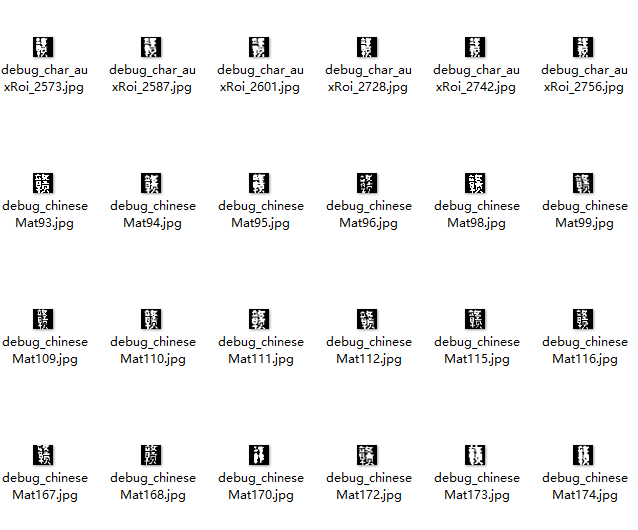 debug_char_au
xRoi_2573.jpg
debug_char_au
xRoi_2587.jpg
debug_char_au
xRoi_2601.jpg
debug_char_au
xRoi_2728.jpg
debug_char_au
xRoi_2742.jpg
debug_char_au
xRoi_2756.jpg
debug_chinese
Mat93.jpg
debug_chinese
Mat94.jpg
debug_chinese
Mat95.jpg
debug_chinese
Mat96.jpg
debug_chinese
Mat98.jpg
debug_chinese
Mat99.jpg
debug_chinese
Mat109.jpg
debug_chinese
Mat110.jpg
debug_chinese
Mat111.jpg
debug_chinese
Mat112.jpg
debug_chinese
Mat115.jpg
debug_chinese
Mat116.jpg
debug_chinese
Mat167.jpg
debug_chinese
Mat168.jpg
debug_chinese
Mat170.jpg
debug_chinese
Mat172.jpg
debug_chinese
Mat173.jpg
debug_chinese
Mat174.jpg